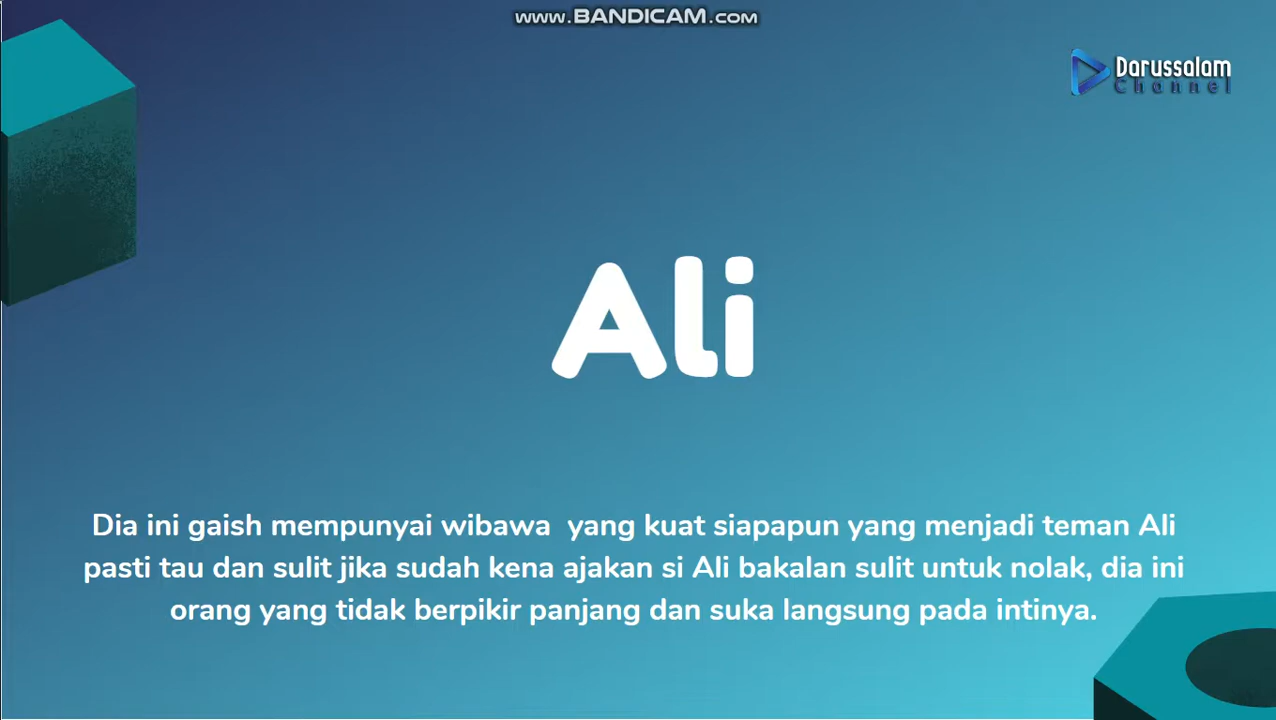 www.BANDICAM.com
Darussalam
Channel
Ali
Dia ini gaish mempunyai wibawa  yang kuat siapapun yang menjadi teman Ali
pasti tau dan sulit jika sudah kena ajakan si Ali bakalan sulit untuk nolak, dia ini
orang yang tidak berpikir panjang dan suka langsung pada intinya.